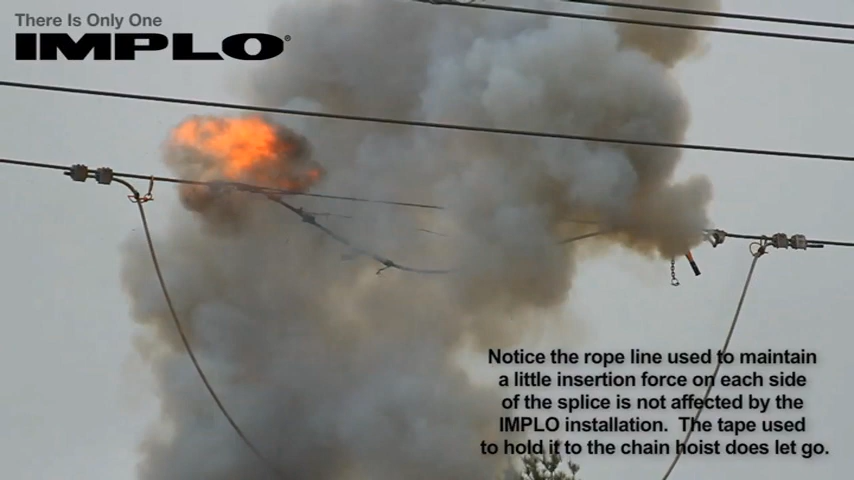 There Is Only One
IMPLO®
Notice the rope line used to maintain
a little insertion force on each side
of the splice is not affected by the
IMPLO installation. The tape used
to hold it to the chain hoist does let go.